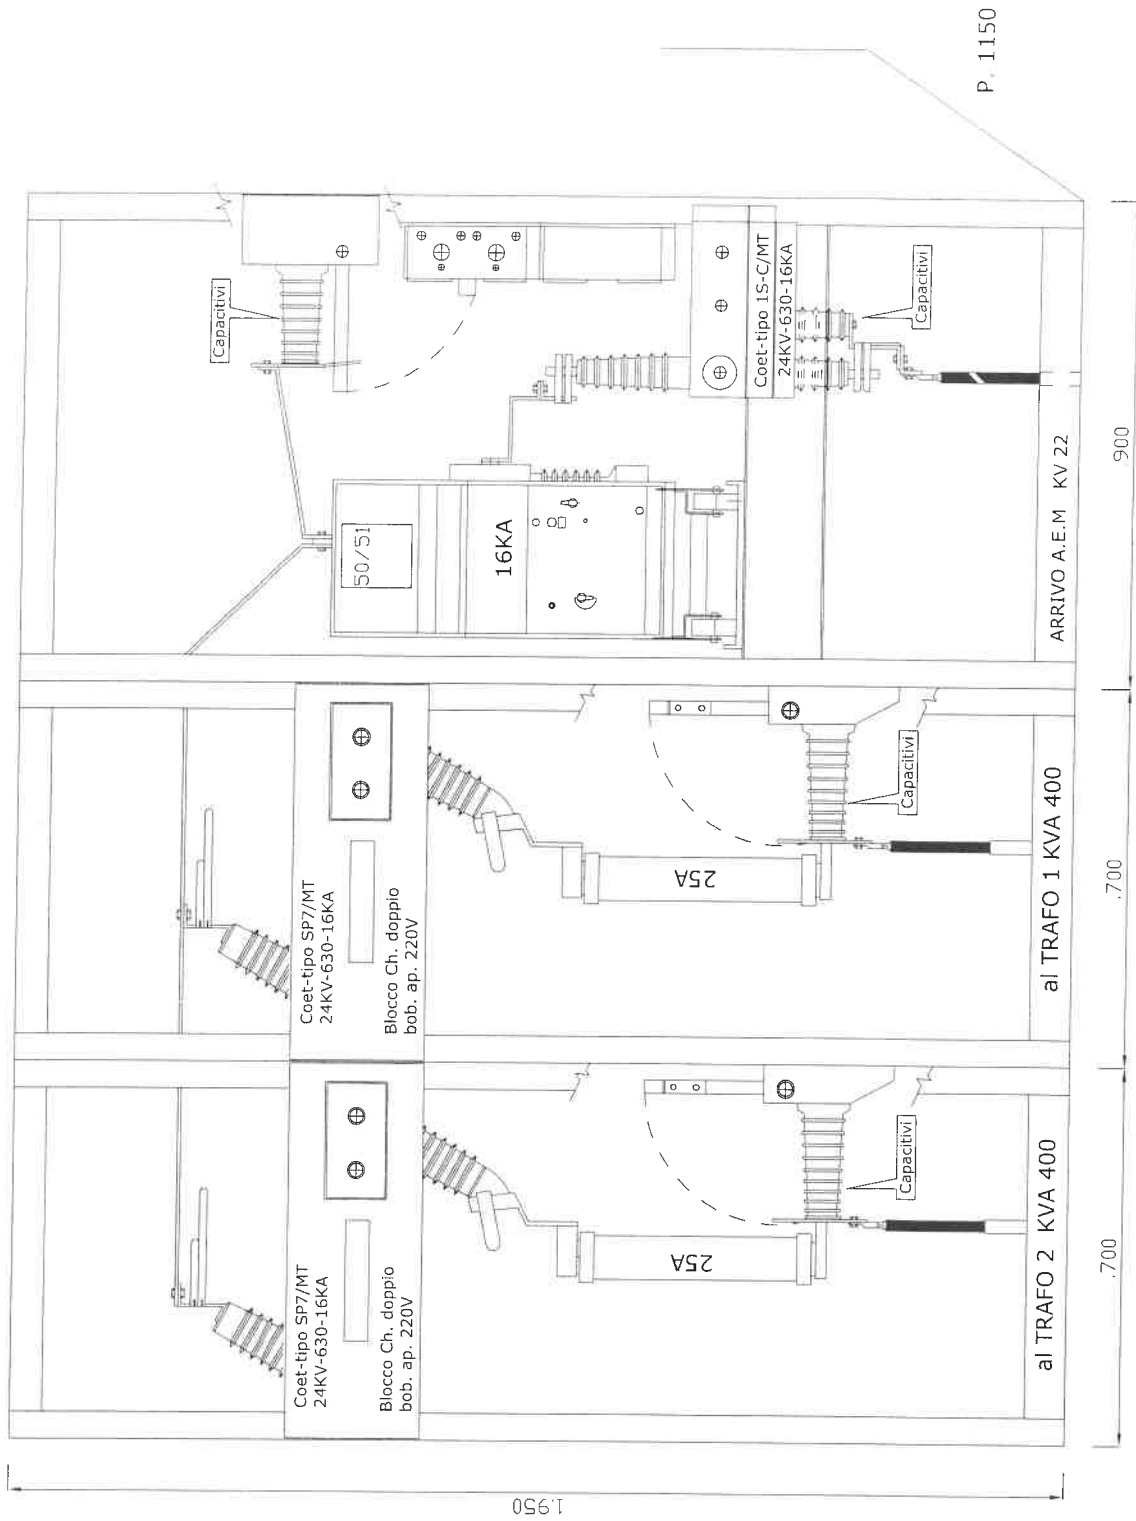 1.950
Coet-tipo SP7/MT
24KV-630-16KA
Blocco Ch. doppio
bob. ap. 220V
25A
Capacitivi
al TRAFO 2 KVA 400
.700
Coet-tipo SP7/MT
24KV-630-16KA
Blocco Ch. doppio
bob. ap. 220V
25A
Capacitivi
al TRAFO 1 KVA 400
.700
Capacitivi
50/51
16KA
Coet-tipo 1S-C/MT
24KV-630-16KA
Capacitivi
ARRIVO A.E.M KV 22
900
P. 1150